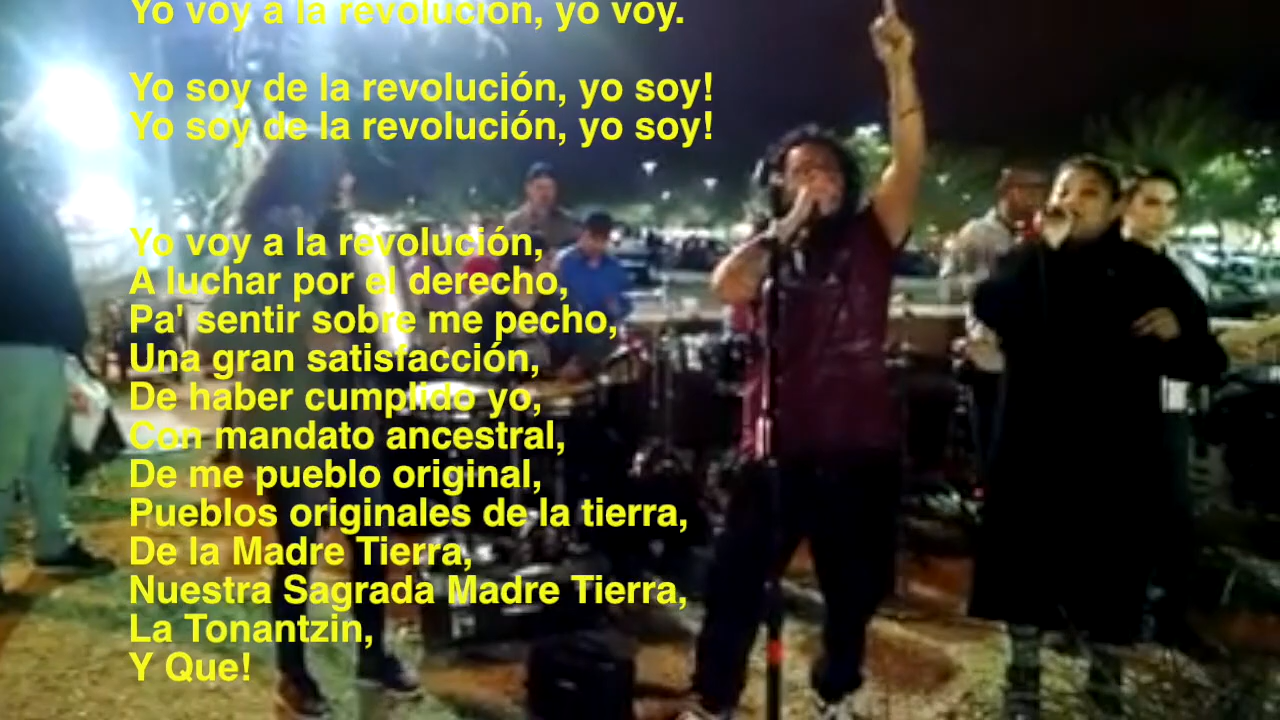 Yo voy a la revolución, yo voy.
Yo soy de la revolución, yo soy!
Yo soy de la revolución, yo soy!
Yo voy a la revolución,
A luchar por el derecho,
Pa' sentir sobre me pecho,
Una gran satisfacción,
De haber cumplido yo,
Con mandato ancestral,
De me pueblo original,
Pueblos originales de la tierra,
De la Madre Tierra,
Nuestra Sagrada Madre Tierra,
La Tonantzin,
Y Que!